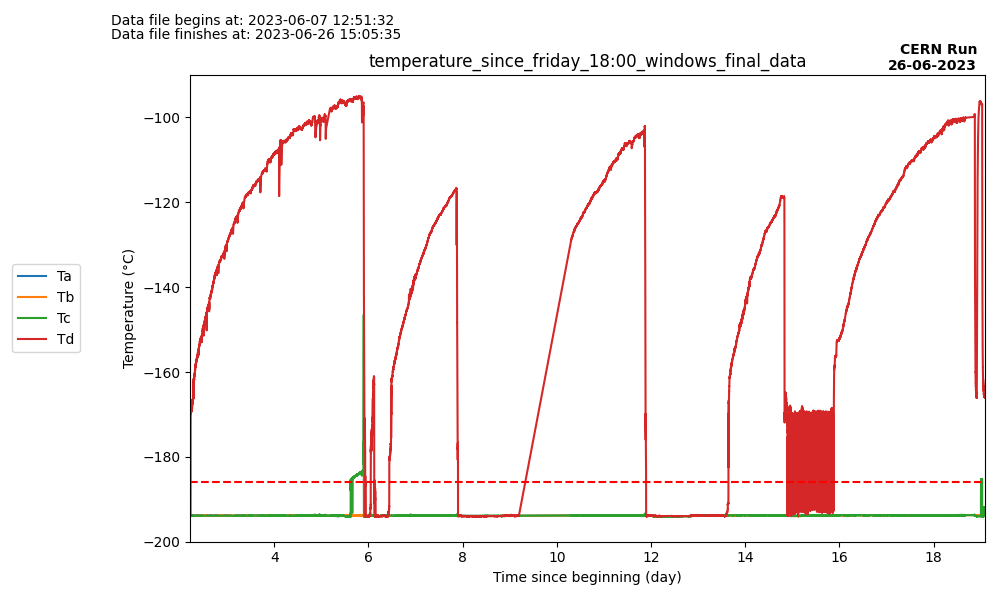 Data file begins at: 2023-06-07 12:51:32
Data file finishes at: 2023-06-26 15:05:35
CERN Run
26-06-2023
temperature_since_friday_18:00_windows_final_data
Temperature (°C)
−100
−120
−140
−160
−180
−200
Ta
Tb
Tc
Td
4 6 8 10 12 14 16 18
Time since beginning (day)